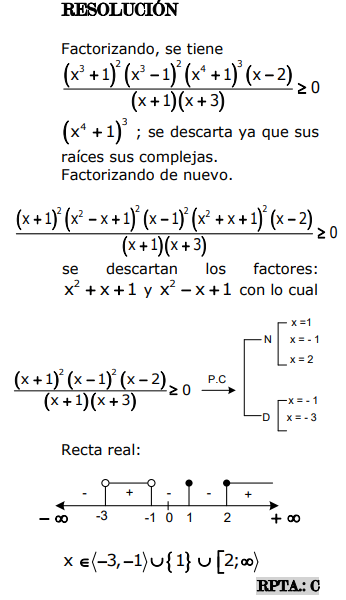 RESOLUCIÓN
Factorizando, se tiene
(x³ + 1)² (x³ − 1)² (x⁴ + 1)³ (x − 2)
(x + 1)(x + 3)
≥ 0
(x⁴ + 1)³ ; se descarta ya que sus
raíces sus complejas.
Factorizando de nuevo.
(x + 1)² (x² − x + 1)² (x − 1)² (x² + x + 1)² (x − 2)
(x + 1)(x + 3)
≥ 0
se descartan los factores:
x² + x + 1 y x² − x + 1 con lo cual
(x + 1)² (x − 1)² (x − 2)
(x + 1)(x + 3)
≥ 0
P.C
N
x =1
x = - 1
x = 2
D
x = - 1
x = - 3
Recta real:
- + - - +
− ∞ -3 -1 0 1 2 + ∞
x ∈⟨−3, −1⟩ ∪ {1} ∪ [2; ∞⟩
RPTA.: C